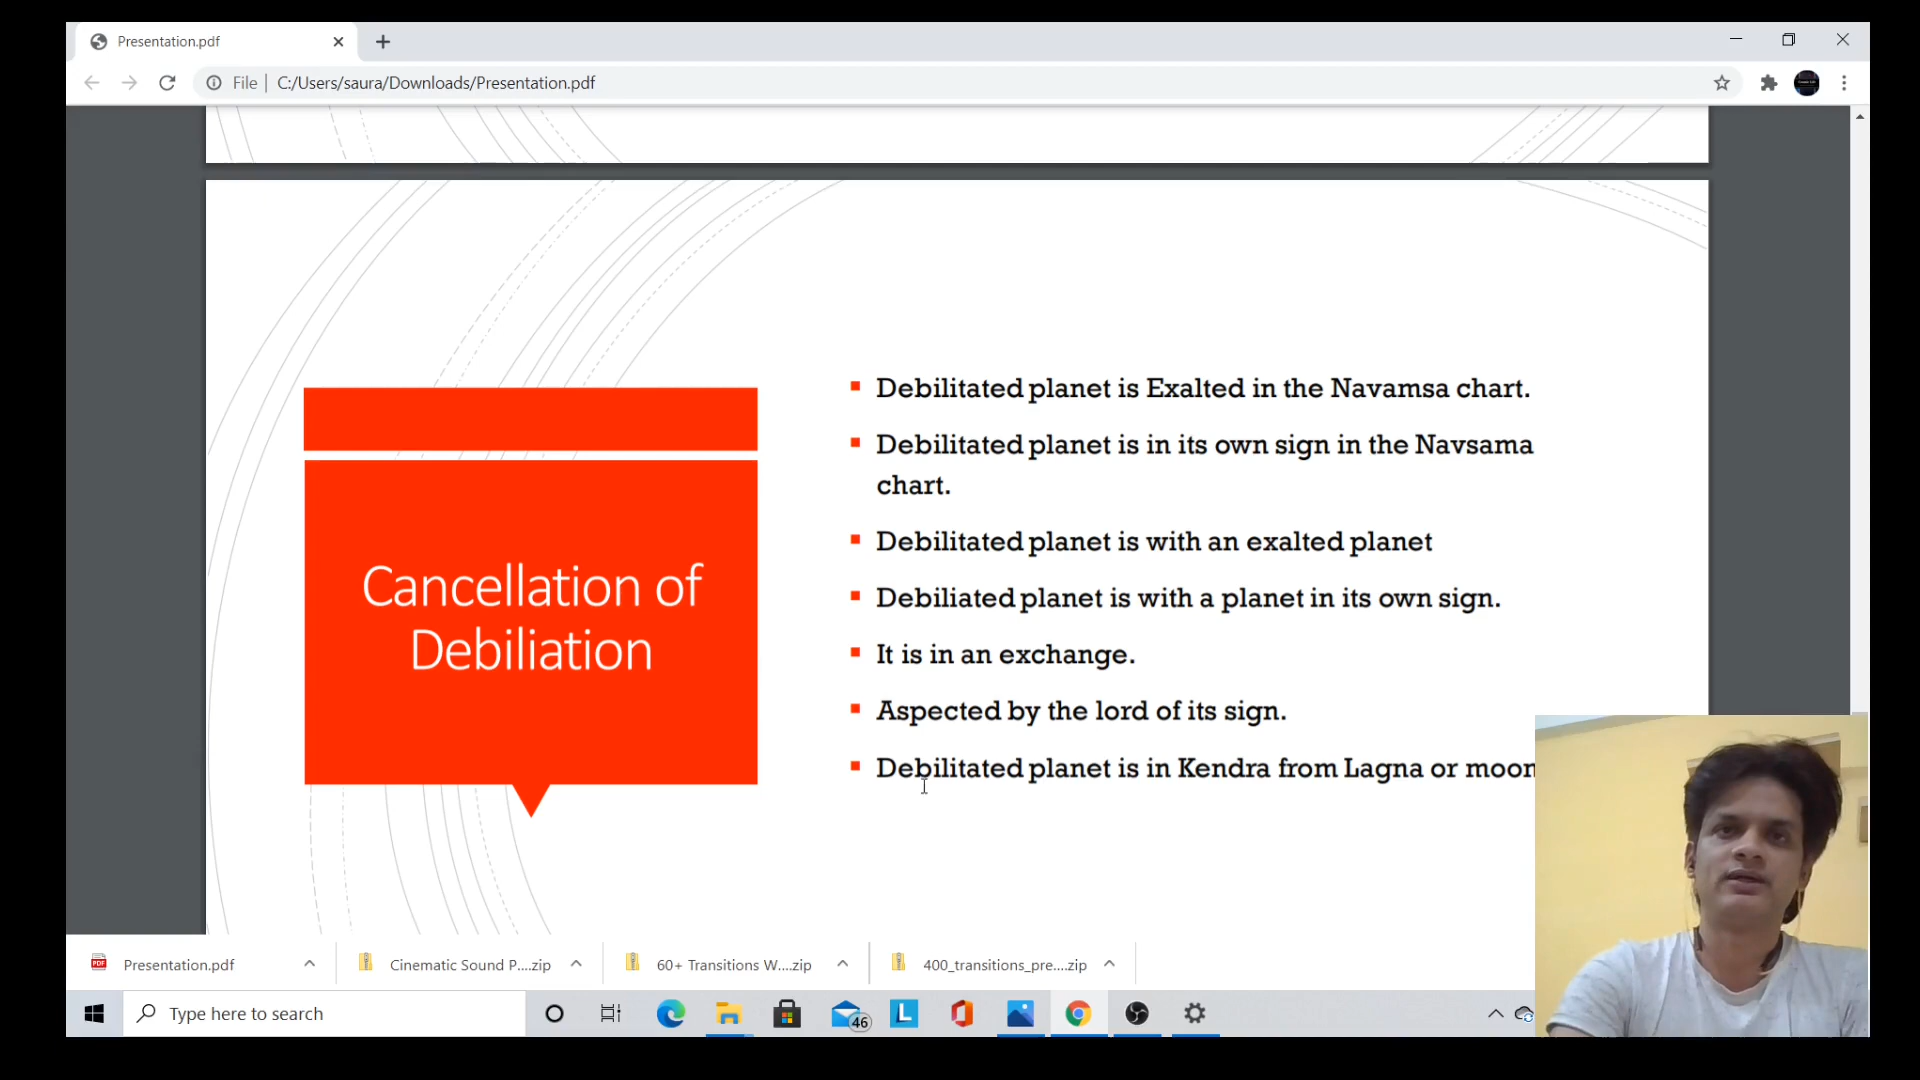 Presentation.pdf
File
C:/Users/saura/Downloads/Presentation.pdf
Cancellation of
Debiliation
Debilitated planet is Exalted in the Navamsa chart.
Debilitated planet is in its own sign in the Navsama
chart.
Debilitated planet is with an exalted planet
Debiliated planet is with a planet in its own sign.
It is in an exchange.
Aspected by the lord of its sign.
Debilitated planet is in Kendra from Lagna or moon
PDF
Presentation.pdf
Cinematic Sound P....zip
60+ Transitions W....zip
400_transitions_pre....zip
Type here to search
46
L